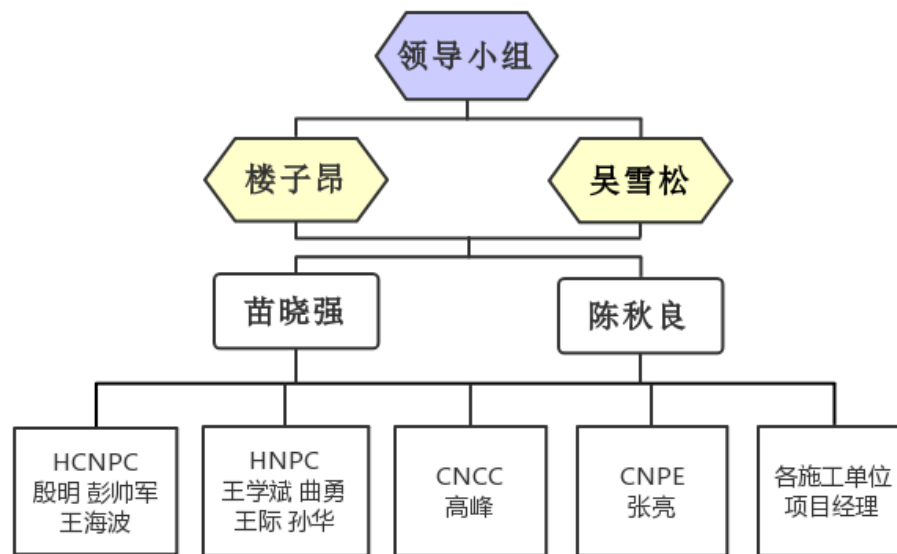 领导小组
楼子昂
吴雪松
苗晓强
陈秋良
HCNPC
殷明 彭帅军
王海波
HNPC
王学斌 曲勇
王际 孙华
CNCC
高峰
CNPE
张亮
各施工单位
项目经理